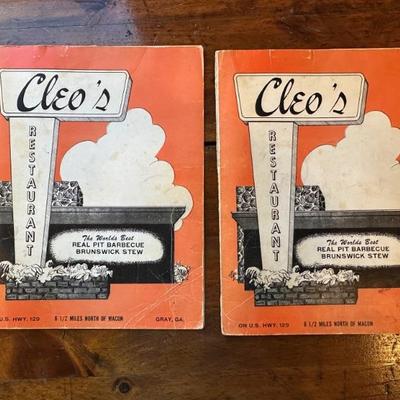 Cleo's
RESTAURANT
The Worlds Best
REAL PIT BARBECUE
BRUNSWICK STEW
U.S. HWY. 129 6 1/2 MILES NORTH OF MACON GRAY, GA.
Cleo's
RESTAURANT
The Worlds Best
REAL PIT BARBECUE
BRUNSWICK STEW
ON U.S. HWY. 129 6 1/2 MILES NORTH OF MACON